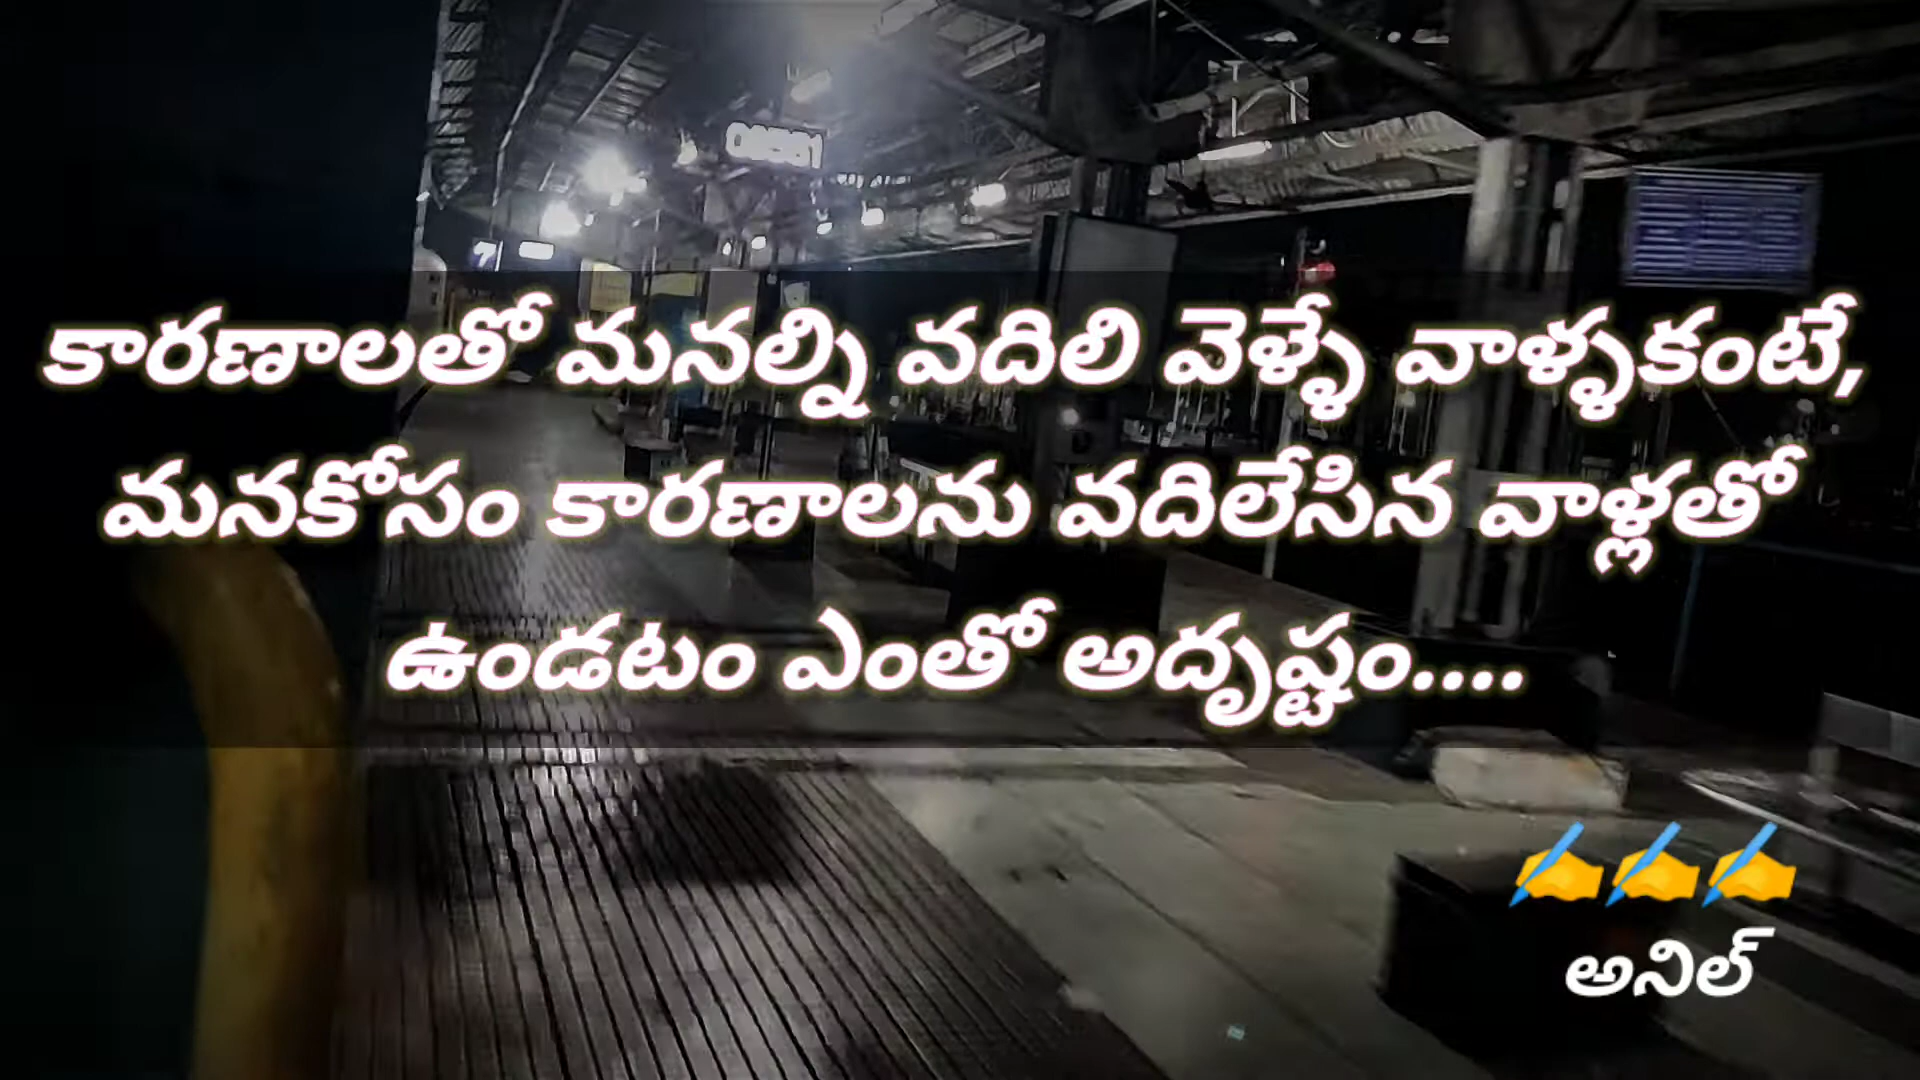 కారణాలతో మనల్ని వదిలి వెళ్ళే వాళ్ళకంటే,
మనకోసం కారణాలను వదిలేసిన వాళ్లతో
ఉండటం ఎంతో అదృష్టం....
✍✍✍
అనిల్